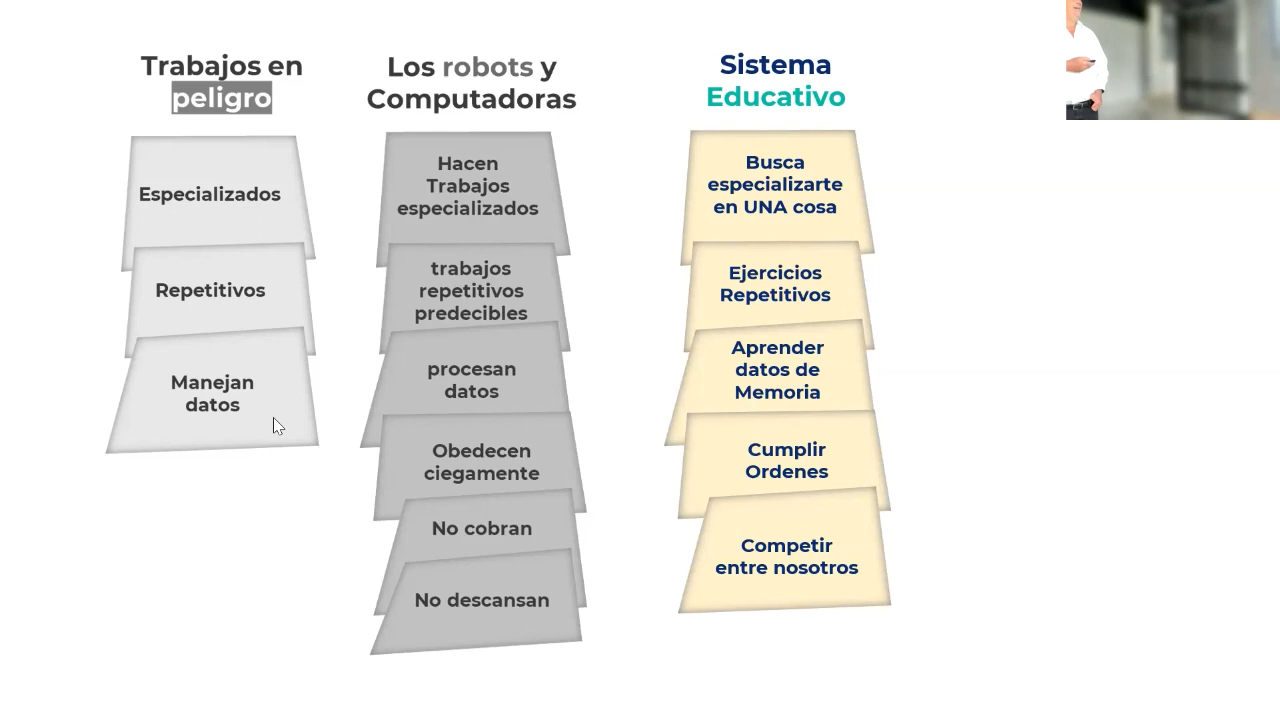 Trabajos en
peligro
Especializados
Repetitivos
Manejan
datos
Los robots y
Computadoras
Hacen
Trabajos
especializados
trabajos
repetitivos
predecibles
procesan
datos
Obedecen
ciegamente
No cobran
No descansan
Sistema
Educativo
Busca
especializarte
en UNA cosa
Ejercicios
Repetitivos
Aprender
datos de
Memoria
Cumplir
Ordenes
Competir
entre nosotros